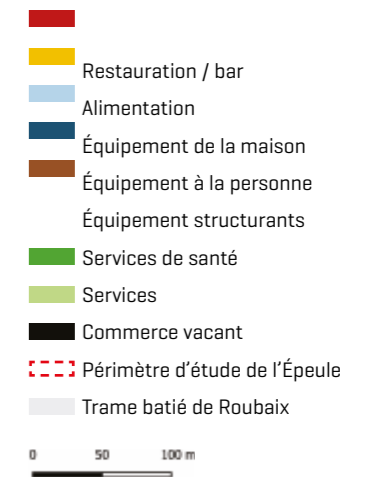 Restauration / bar
Alimentation
Équipement de la maison
Équipement à la personne
Équipement structurants
Services de santé
Services
Commerce vacant
Périmètre d'étude de l'Épeule
Trame batié de Roubaix
0 50 100 m